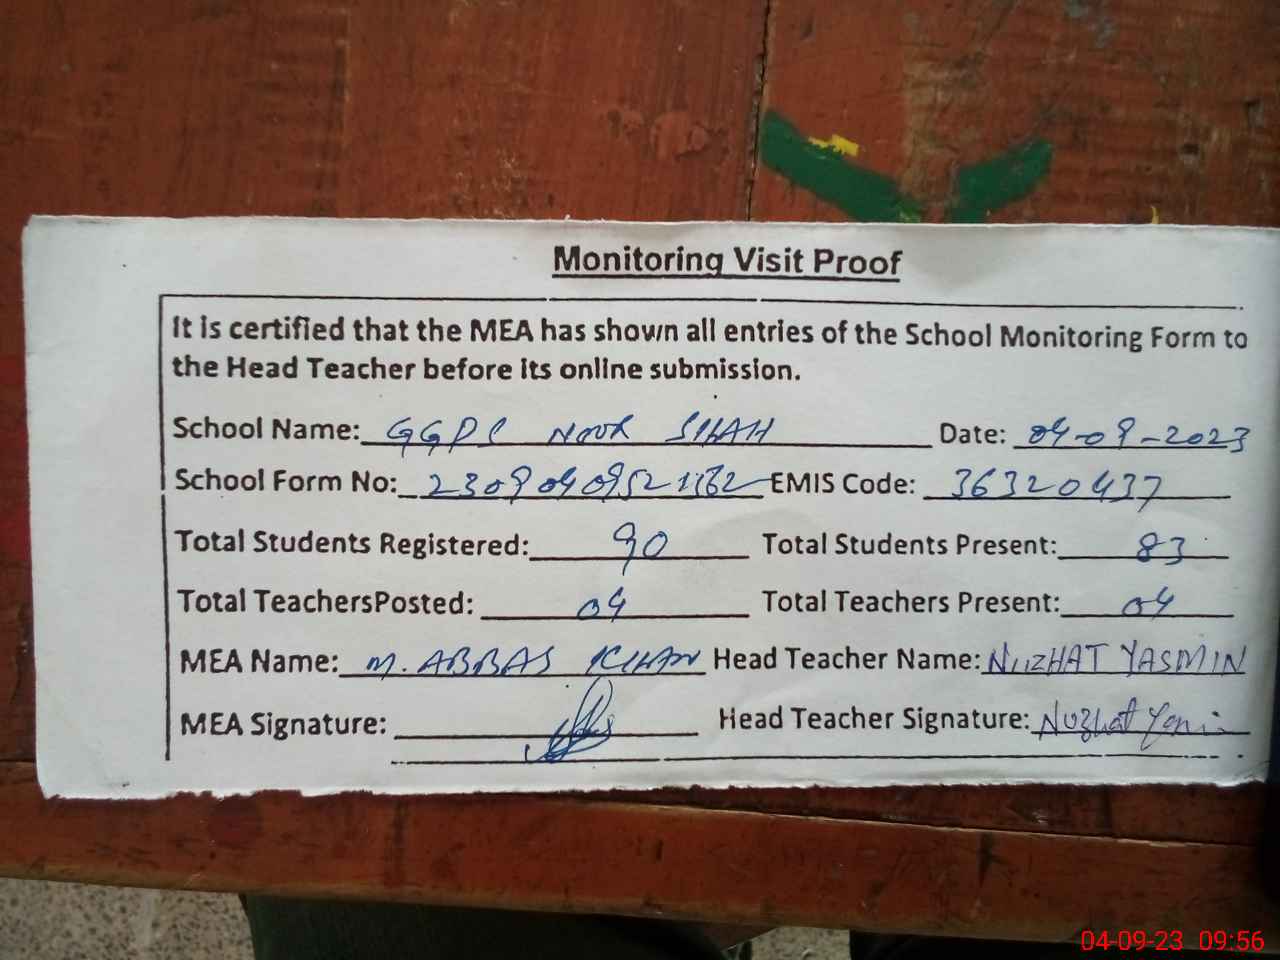 Monitoring Visit Proof
It is certified that the MEA has shown all entries of the School Monitoring Form to
the Head Teacher before its online submission.
School Name: GGPS NOOR SHAH Date: 04-09-2023
School Form No: EMIS Code: 36320437
Total Students Registered: 90 Total Students Present: 83
Total TeachersPosted: 04 Total Teachers Present: 04
MEA Name: M. ABBAS KHAN Head Teacher Name: NUZHAT YASMIN
MEA Signature: Head Teacher Signature: Nuzhat
04-09-23 09:56